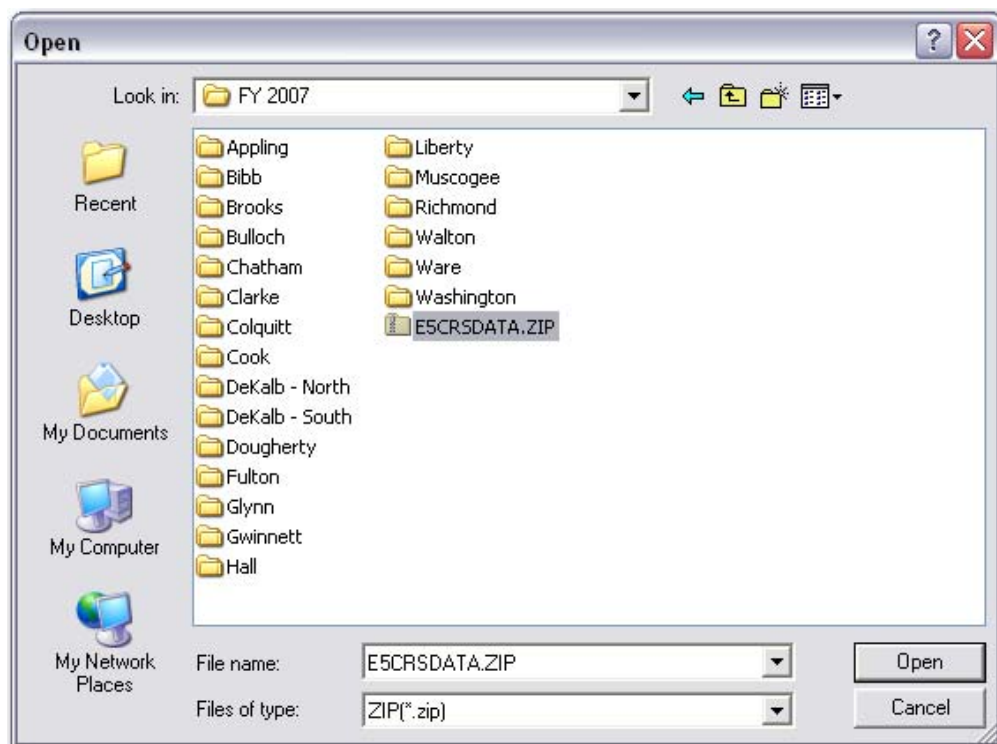 Open
Look in: FY 2007
Recent
Desktop
My Documents
My Computer
My Network
Places
Appling
Bibb
Brooks
Bulloch
Chatham
Clarke
Colquitt
Cook
DeKalb - North
DeKalb - South
Dougherty
Fulton
Glynn
Gwinnett
Hall
Liberty
Muscogee
Richmond
Walton
Ware
Washington
E5CRSDATA.ZIP
File name: E5CRSDATA.ZIP
Open
Files of type: ZIP(*.zip)
Cancel